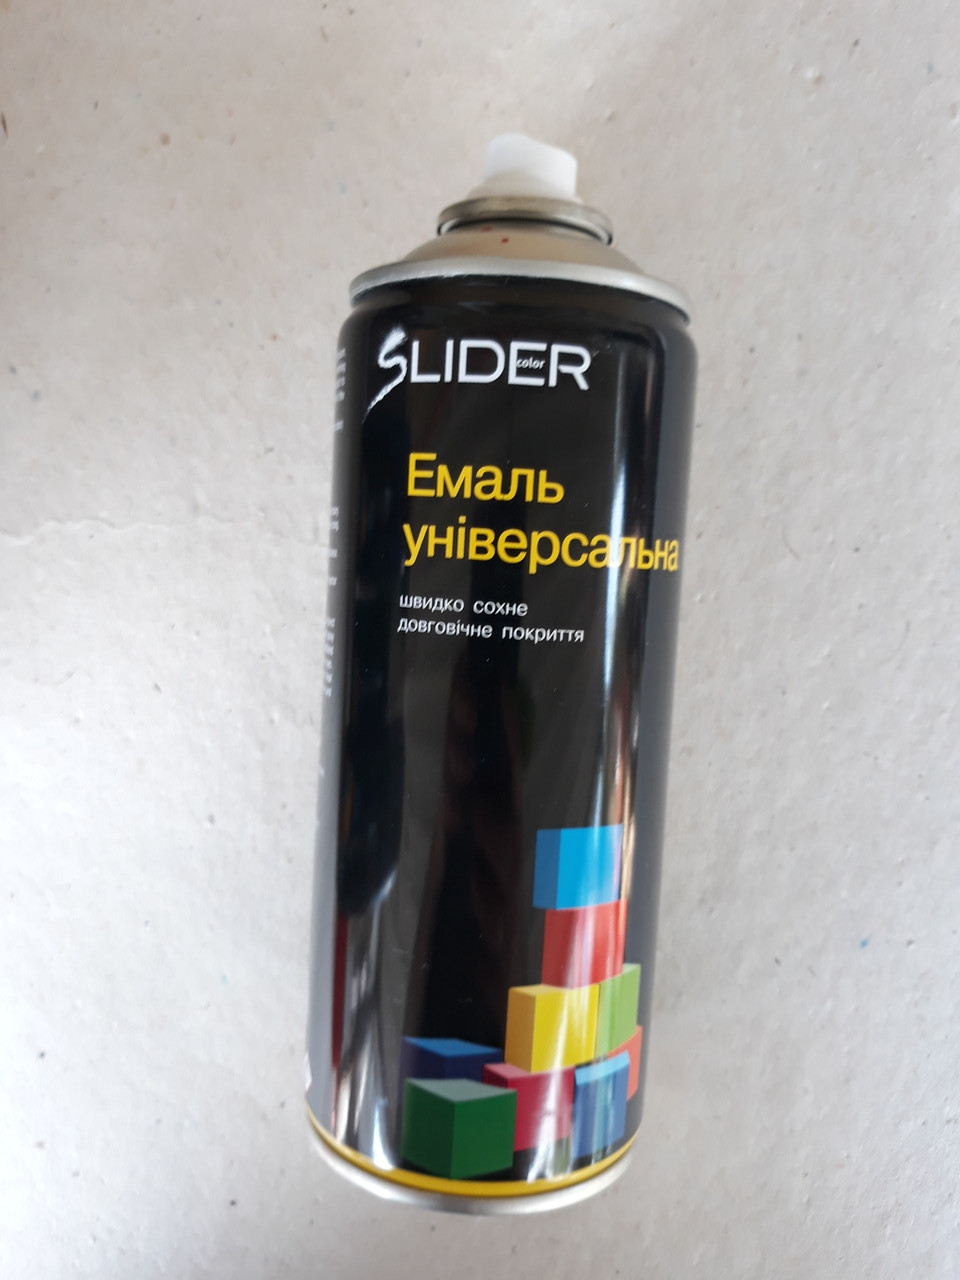 SLIDER
color
Емаль
універсальна
швидко сохне
довговічне покриття